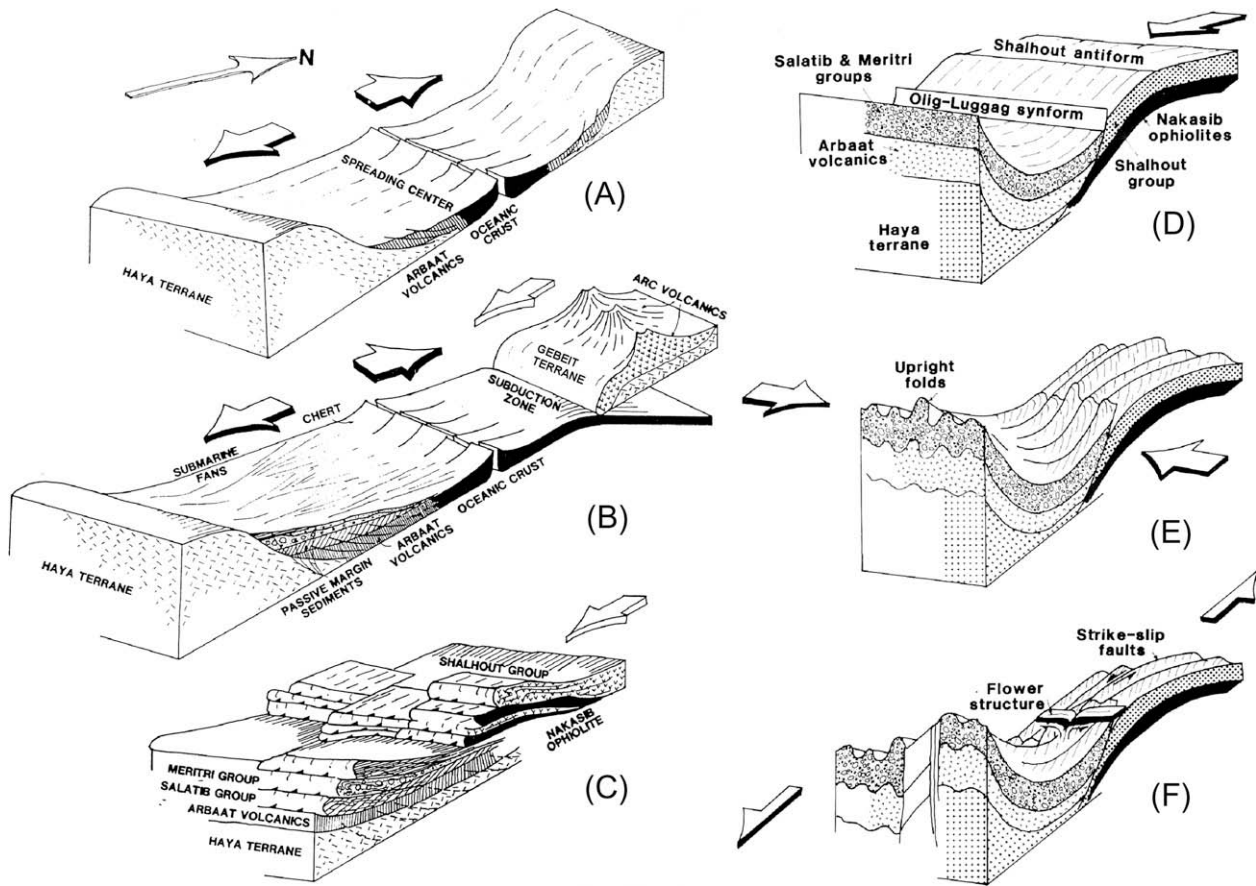 N
SPREADING CENTER
OCEANIC
CRUST
ARBAAT
VOLCANICS
HAYA TERRANE
(A)
ARC VOLCANICS
GEBEIT
TERRANE
SUBDUCTION
ZONE
CHERT
SUBMARINE
FANS
OCEANIC CRUST
ARBAAT
VOLCANICS
PASSIVE MARGIN
SEDIMENTS
HAYA TERRANE
(B)
SHALHOUT GROUP
NAKASIB
OPHIOLITE
MERITRI GROUP
SALATIB GROUP
ARBAAT VOLCANICS
HAYA TERRANE
(C)
Shalhout antiform
Salatib & Meritri
groups
Olig-Luggag synform
Nakasib
ophiolites
Arbaat
volcanics
Shalhout
group
Haya
terrane
(D)
Upright
folds
(E)
Strike-slip
faults
Flower
structure
(F)